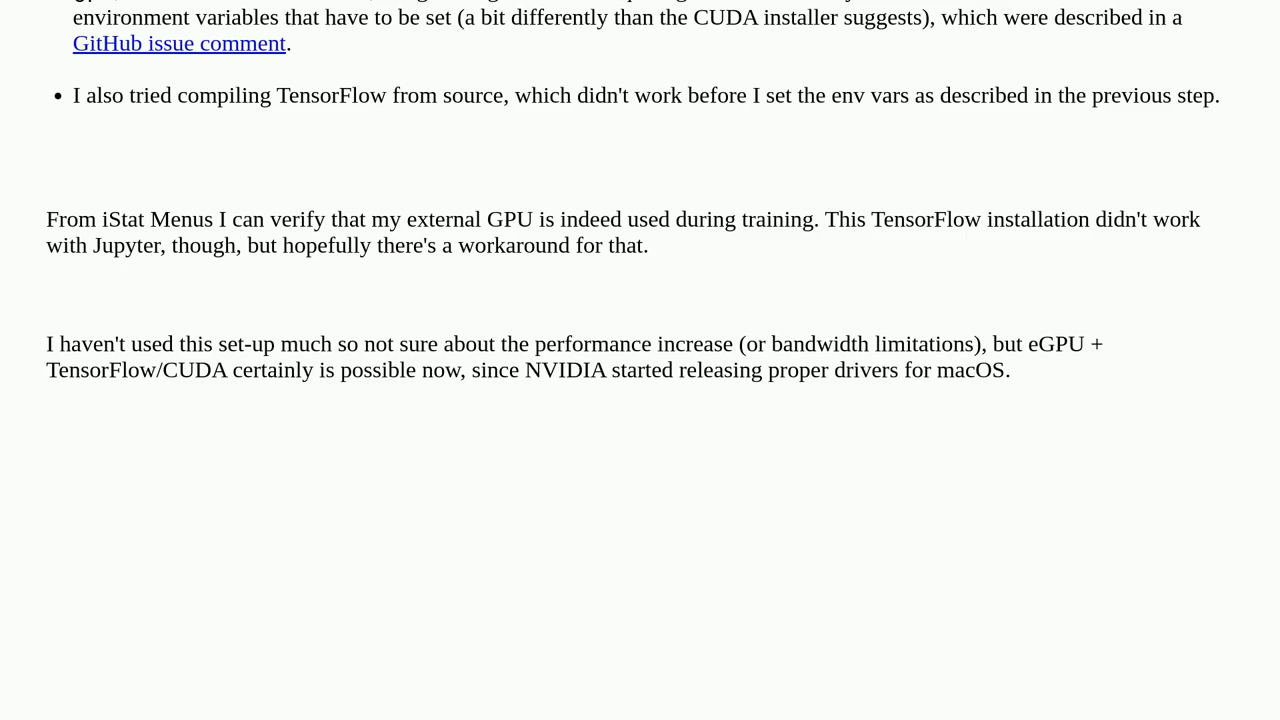 environment variables that have to be set (a bit differently than the CUDA installer suggests), which were described in a
GitHub issue comment.
• I also tried compiling TensorFlow from source, which didn't work before I set the env vars as described in the previous step.
From iStat Menus I can verify that my external GPU is indeed used during training. This TensorFlow installation didn't work
with Jupyter, though, but hopefully there's a workaround for that.
I haven't used this set-up much so not sure about the performance increase (or bandwidth limitations), but eGPU +
TensorFlow/CUDA certainly is possible now, since NVIDIA started releasing proper drivers for macOS.